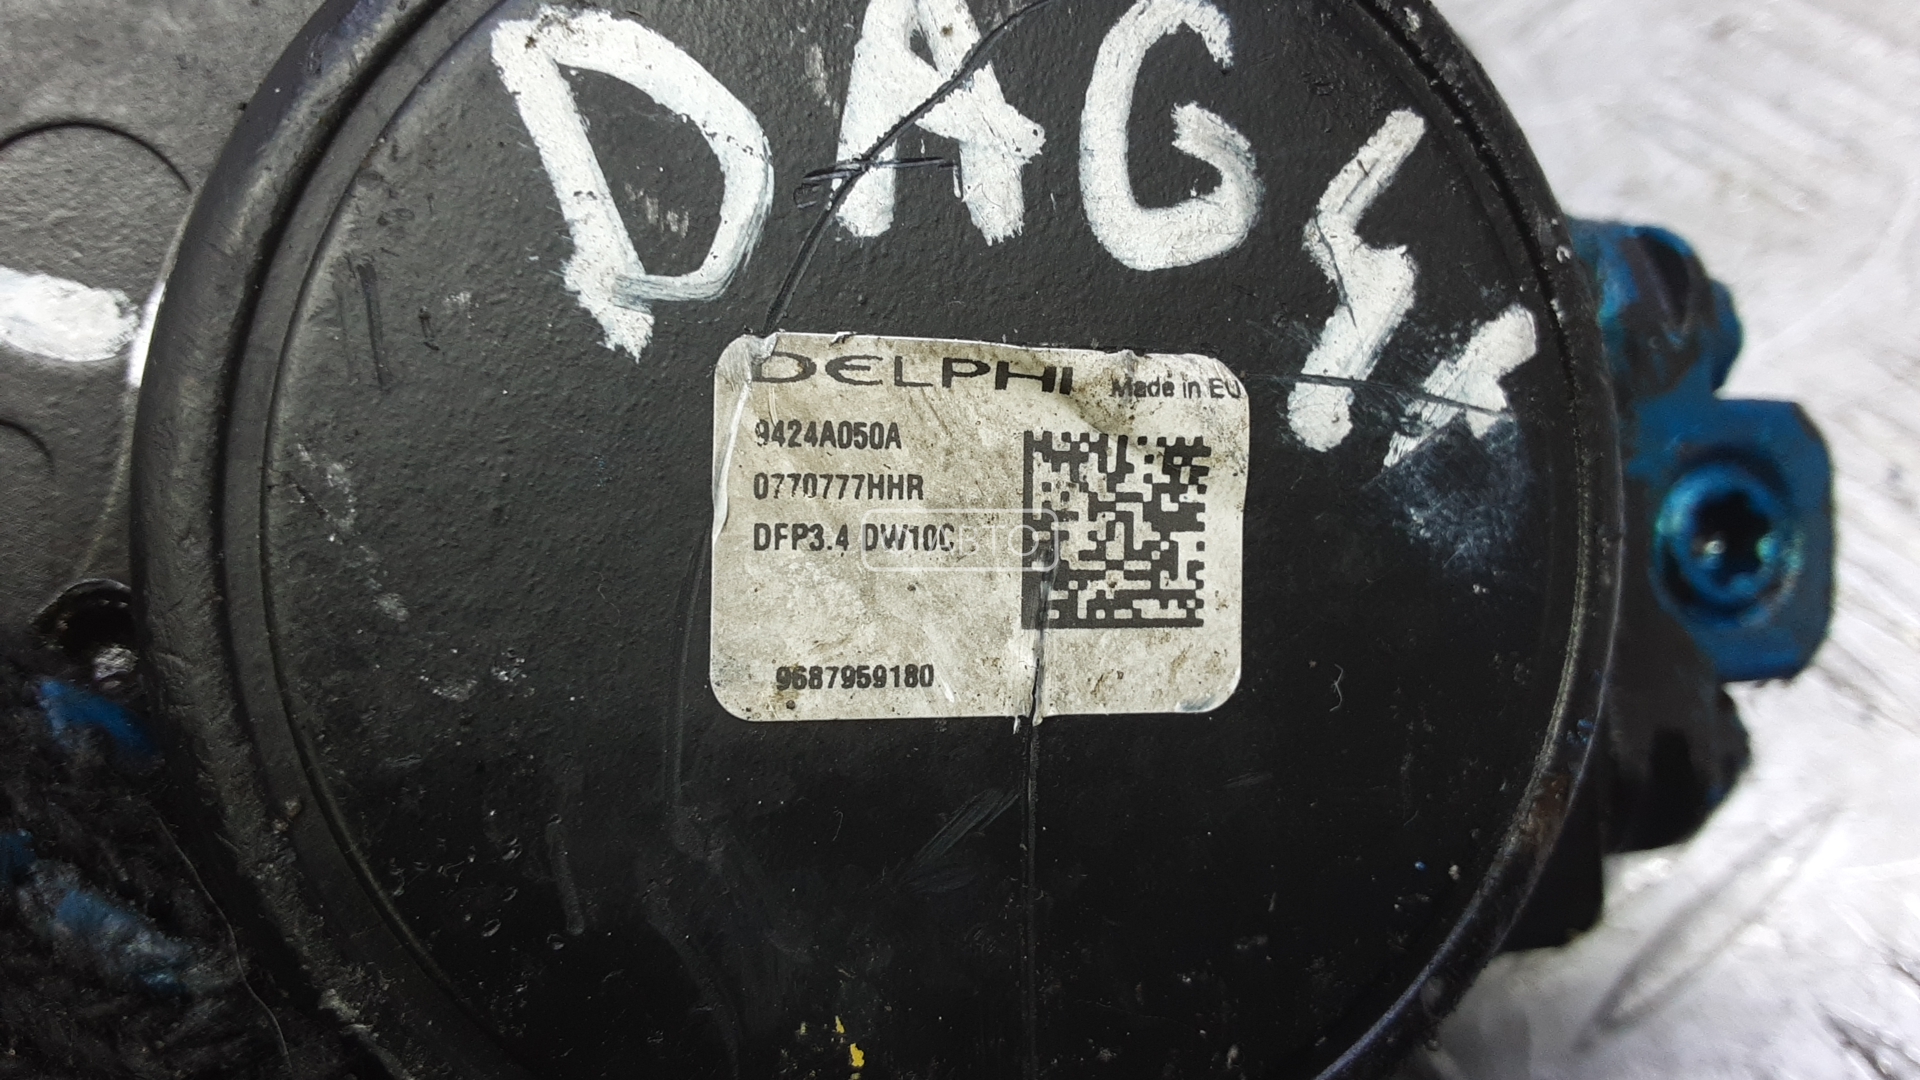 DAG
DELPHI Made in EU
9424A050A
0770777HHR
DFP3.4 DW10C
9687959180